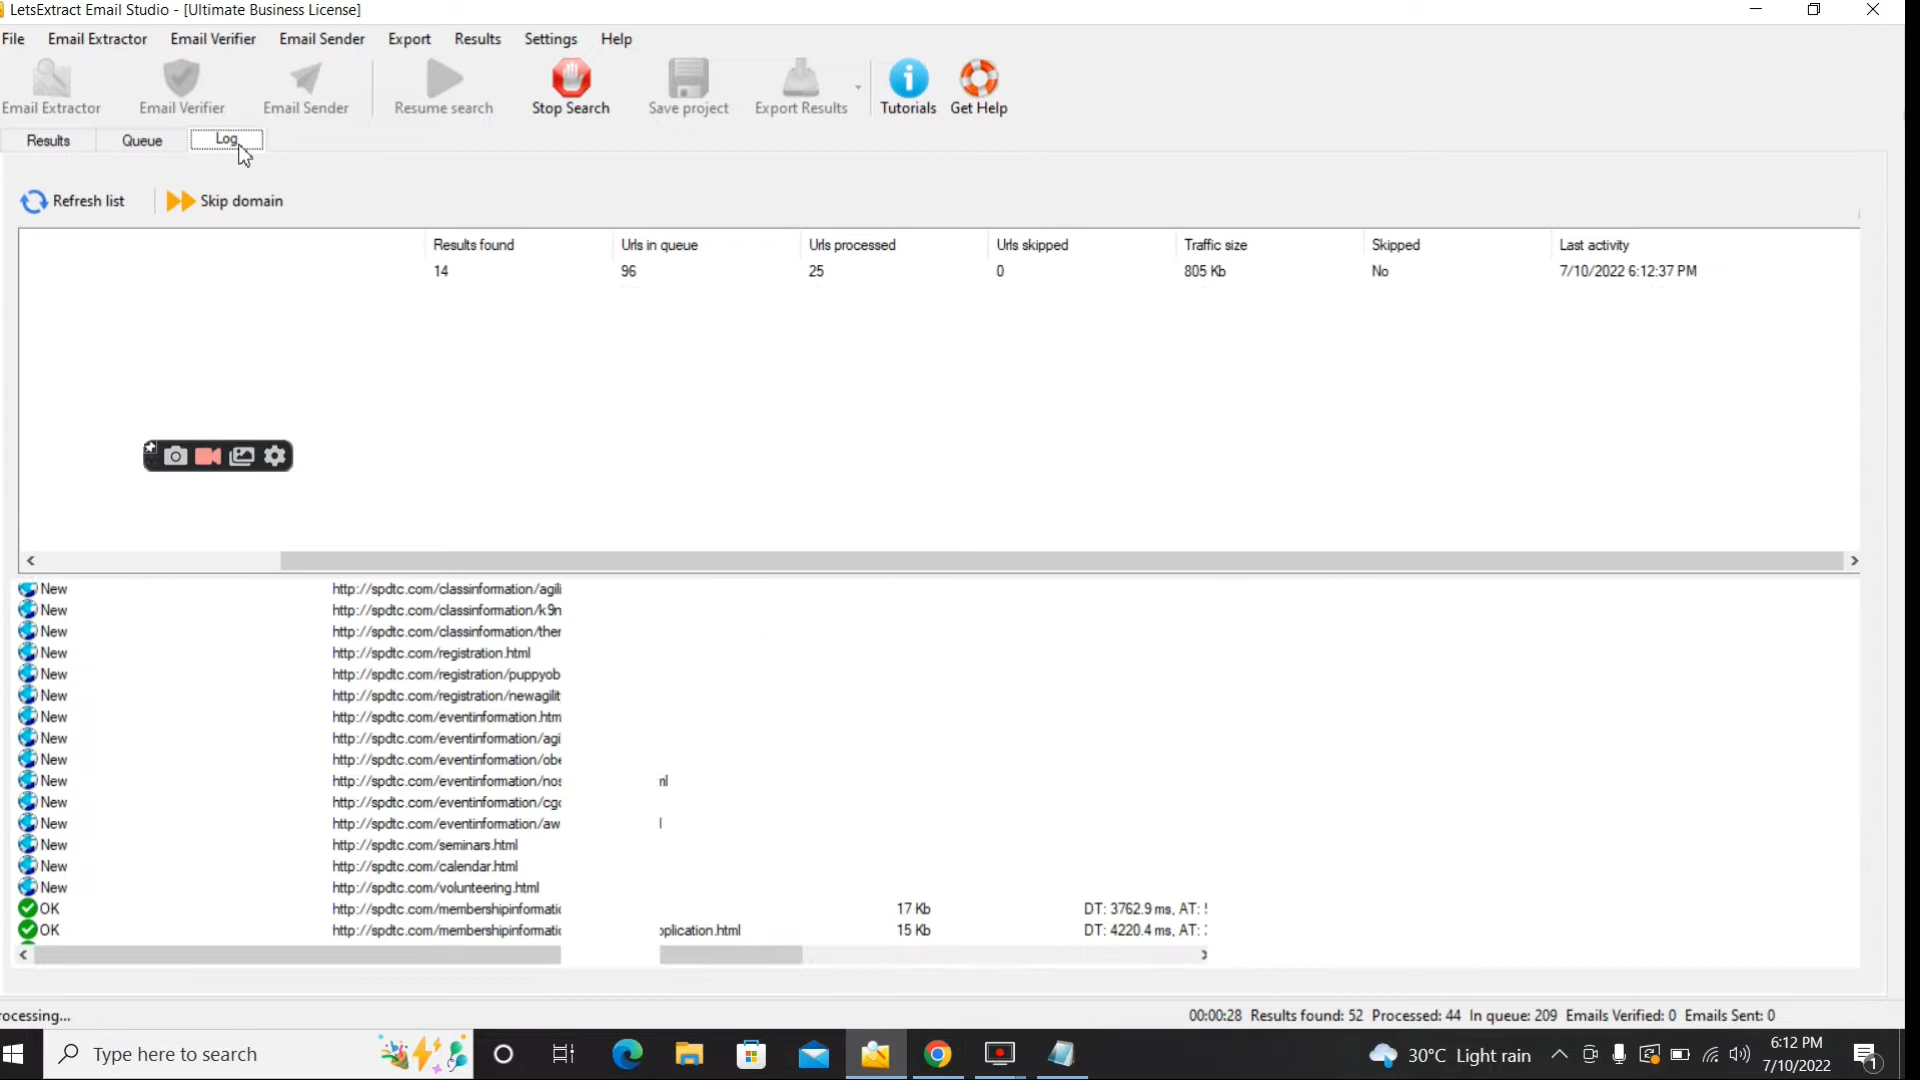 LetsExtract Email Studio - [Ultimate Business License]
File Email Extractor Email Verifier Email Sender Export Results Settings Help
Email Extractor Email Verifier Email Sender Resume search Stop Search Save project Export Results Tutorials Get Help
Results Queue Log
Refresh list Skip domain
Results found Urls in queue Urls processed Urls skipped Traffic size Skipped Last activity
14 96 25 0 805 Kb No 7/10/2022 6:12:37 PM
New http://spdtc.com/classinformation/agili
New http://spdtc.com/classinformation/k9n
New http://spdtc.com/classinformation/ther
New http://spdtc.com/registration.html
New http://spdtc.com/registration/puppyob
New http://spdtc.com/registration/newagilit
New http://spdtc.com/eventinformation.htm
New http://spdtc.com/eventinformation/agi
New http://spdtc.com/eventinformation/obe
New http://spdtc.com/eventinformation/nos nl
New http://spdtc.com/eventinformation/cgc
New http://spdtc.com/eventinformation/aw l
New http://spdtc.com/seminars.html
New http://spdtc.com/calendar.html
New http://spdtc.com/volunteering.html
OK http://spdtc.com/membershipinformatic 17 Kb DT: 3762.9 ms, AT:
OK http://spdtc.com/membershipinformatic plication.html 15 Kb DT: 4220.4 ms, AT:
rocessing... 00:00:28 Results found: 52 Processed: 44 In queue: 209 Emails Verified: 0 Emails Sent: 0
Type here to search 30°C Light rain 6:12 PM
7/10/2022 1